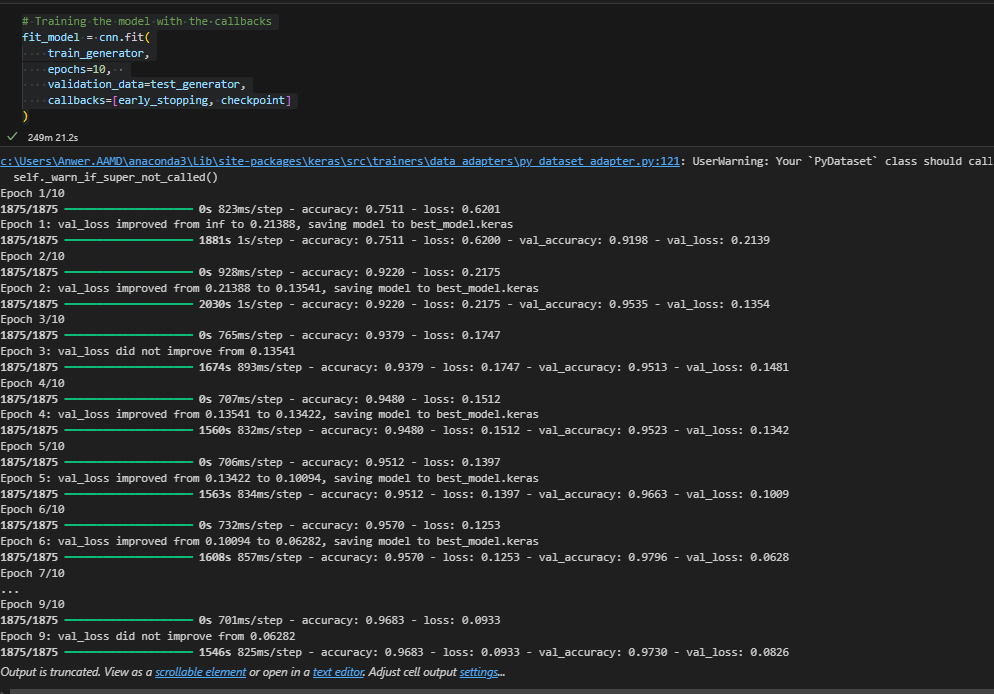 # Training the model with the callbacks
fit_model = cnn.fit(
    train_generator,
    epochs=10,
    validation_data=test_generator,
    callbacks=[early_stopping, checkpoint]
)
249m 21.2s
c:\Users\Anwer.AAMD\anaconda3\Lib\site-packages\keras\src\trainers\data_adapters\py_dataset_adapter.py:121: UserWarning: Your `PyDataset` class should call
  self._warn_if_super_not_called()
Epoch 1/10
1875/1875 0s 823ms/step - accuracy: 0.7511 - loss: 0.6201
Epoch 1: val_loss improved from inf to 0.21388, saving model to best_model.keras
1875/1875 1881s 1s/step - accuracy: 0.7511 - loss: 0.6200 - val_accuracy: 0.9198 - val_loss: 0.2139
Epoch 2/10
1875/1875 0s 928ms/step - accuracy: 0.9220 - loss: 0.2175
Epoch 2: val_loss improved from 0.21388 to 0.13541, saving model to best_model.keras
1875/1875 2030s 1s/step - accuracy: 0.9220 - loss: 0.2175 - val_accuracy: 0.9535 - val_loss: 0.1354
Epoch 3/10
1875/1875 0s 765ms/step - accuracy: 0.9379 - loss: 0.1747
Epoch 3: val_loss did not improve from 0.13541
1875/1875 1674s 893ms/step - accuracy: 0.9379 - loss: 0.1747 - val_accuracy: 0.9513 - val_loss: 0.1481
Epoch 4/10
1875/1875 0s 707ms/step - accuracy: 0.9480 - loss: 0.1512
Epoch 4: val_loss improved from 0.13541 to 0.13422, saving model to best_model.keras
1875/1875 1560s 832ms/step - accuracy: 0.9480 - loss: 0.1512 - val_accuracy: 0.9523 - val_loss: 0.1342
Epoch 5/10
1875/1875 0s 706ms/step - accuracy: 0.9512 - loss: 0.1397
Epoch 5: val_loss improved from 0.13422 to 0.10094, saving model to best_model.keras
1875/1875 1563s 834ms/step - accuracy: 0.9512 - loss: 0.1397 - val_accuracy: 0.9663 - val_loss: 0.1009
Epoch 6/10
1875/1875 0s 732ms/step - accuracy: 0.9570 - loss: 0.1253
Epoch 6: val_loss improved from 0.10094 to 0.06282, saving model to best_model.keras
1875/1875 1608s 857ms/step - accuracy: 0.9570 - loss: 0.1253 - val_accuracy: 0.9796 - val_loss: 0.0628
Epoch 7/10
...
Epoch 9/10
1875/1875 0s 701ms/step - accuracy: 0.9683 - loss: 0.0933
Epoch 9: val_loss did not improve from 0.06282
1875/1875 1546s 825ms/step - accuracy: 0.9683 - loss: 0.0933 - val_accuracy: 0.9730 - val_loss: 0.0826
Output is truncated. View as a scrollable element or open in a text editor. Adjust cell output settings...